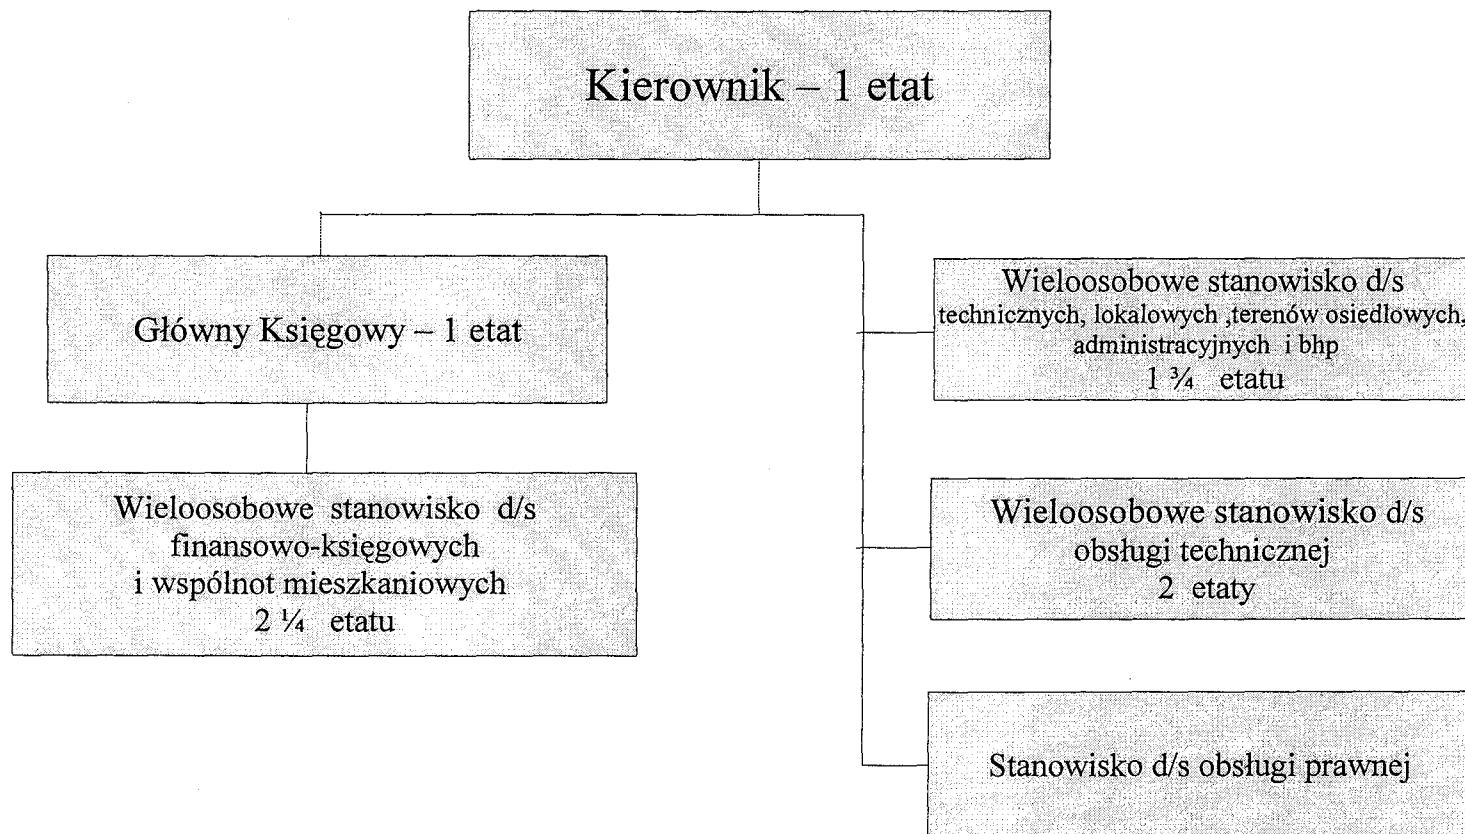 Kierownik – 1 etat
Główny Księgowy – 1 etat
Wieloosobowe stanowisko d/s
finansowo-księgowych
i wspólnot mieszkaniowych
2 ¼ etatu
Wieloosobowe stanowisko d/s
technicznych, lokalowych ,terenów osiedlowych,
administracyjnych i bhp
1 ¾ etatu
Wieloosobowe stanowisko d/s
obsługi technicznej
2 etaty
Stanowisko d/s obsługi prawnej